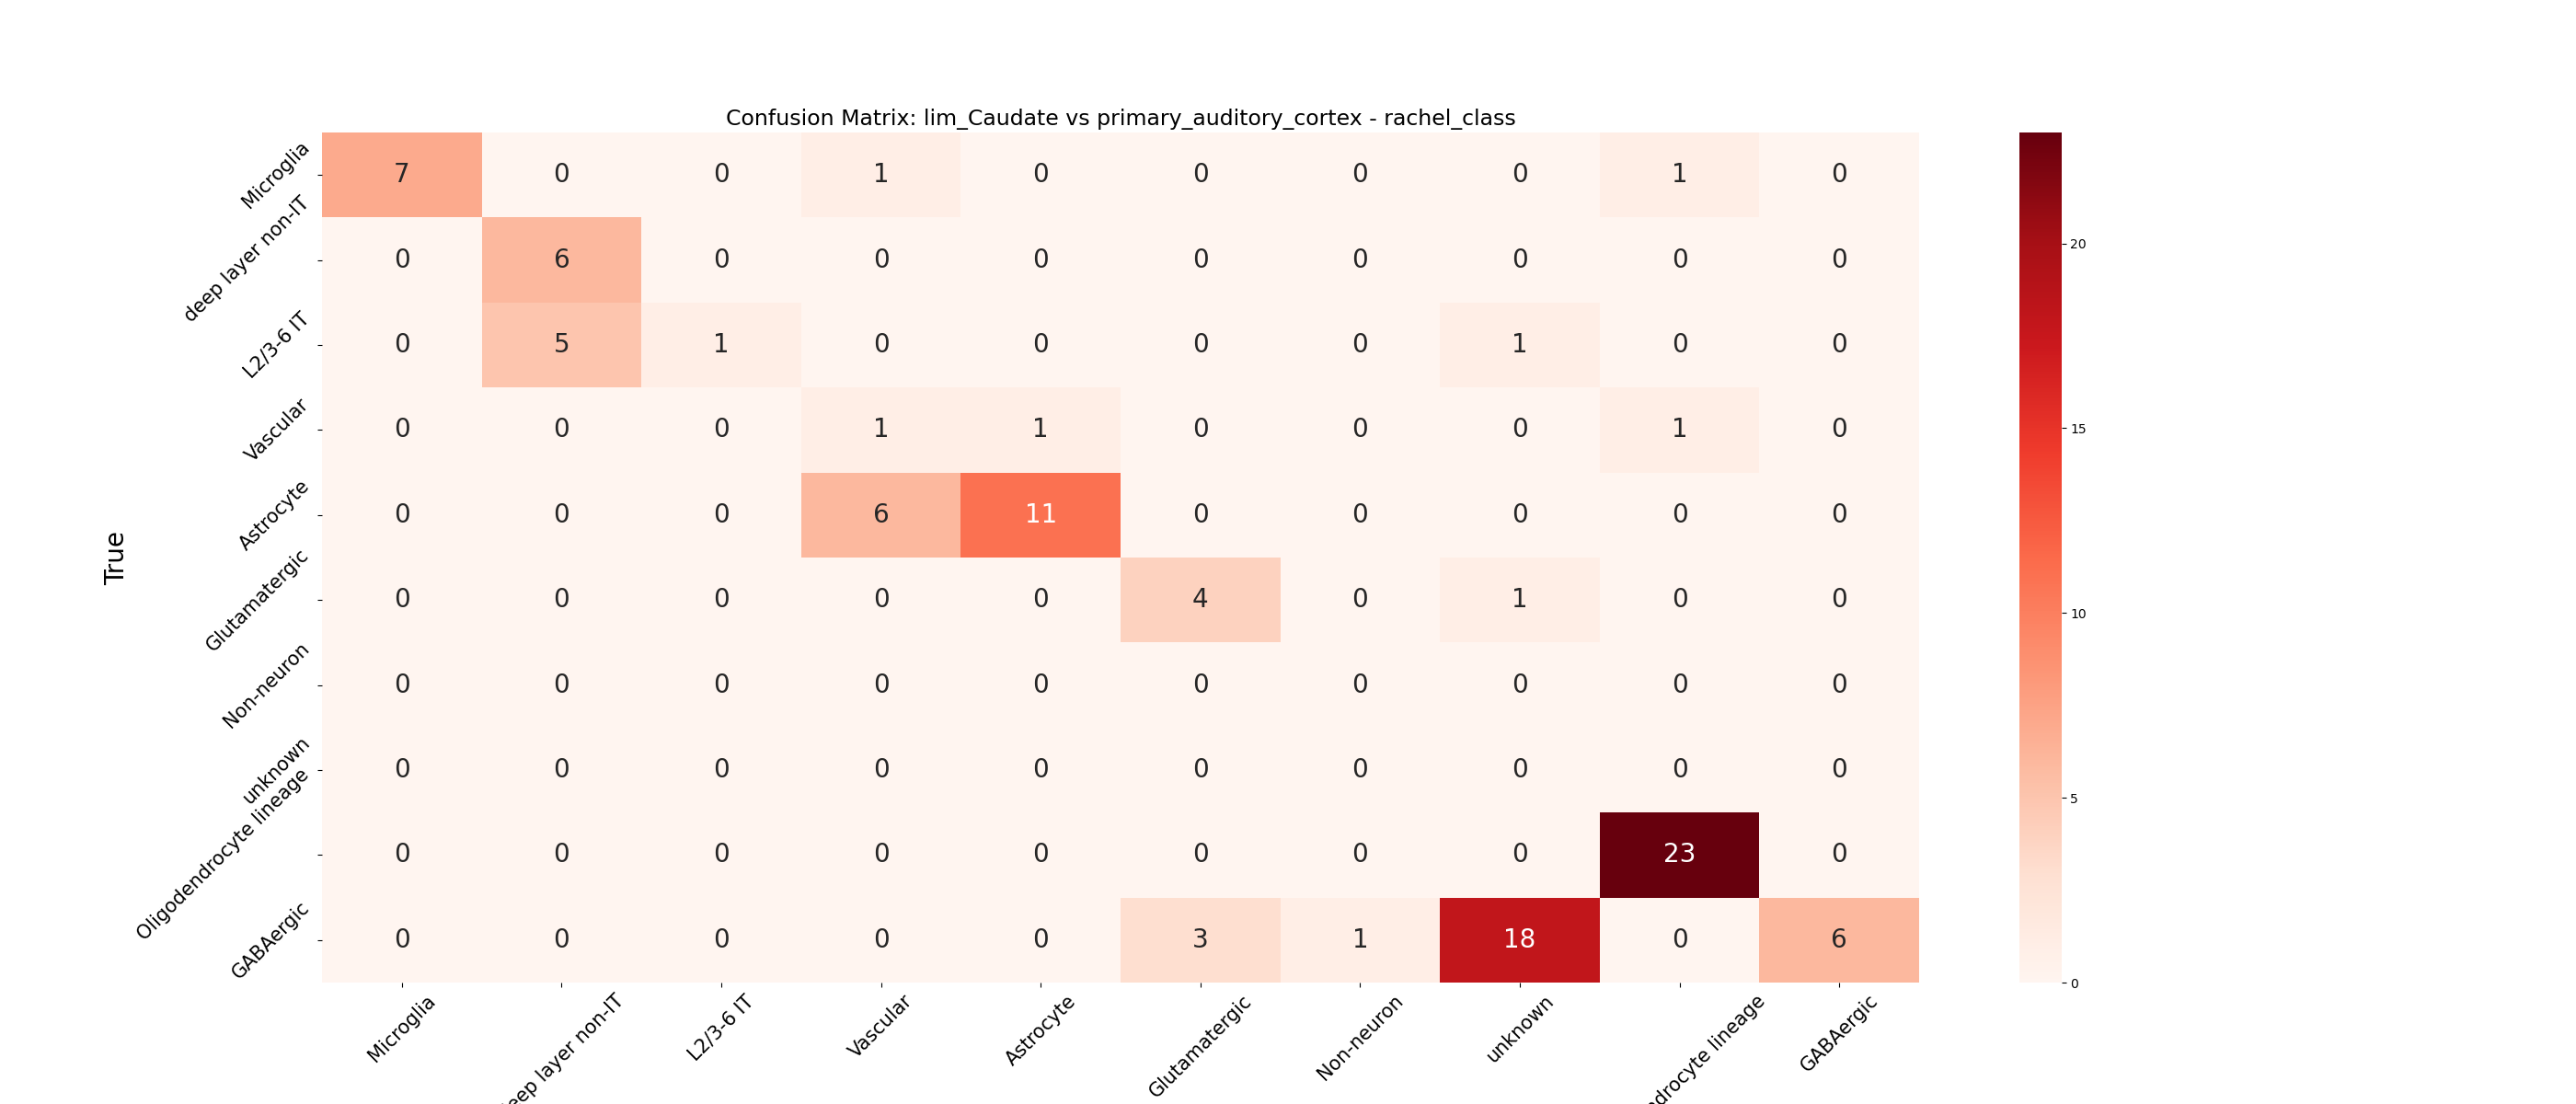 Confusion Matrix: lim_Caudate vs primary_auditory_cortex - rachel_class
Microglia 7 0 0 1 0 0 0 0 1 0
deep layer non-IT 0 6 0 0 0 0 0 0 0 0
L2/3-6 IT 0 5 1 0 0 0 0 1 0 0
Vascular 0 0 0 1 1 0 0 0 1 0
Astrocyte 0 0 0 6 11 0 0 0 0 0
Glutamatergic 0 0 0 0 0 4 0 1 0 0
Non-neuron 0 0 0 0 0 0 0 0 0 0
unknown 0 0 0 0 0 0 0 0 0 0
Oligodendrocyte lineage 0 0 0 0 0 0 0 0 23 0
GABAergic 0 0 0 0 0 3 1 18 0 6
True
Microglia
eep layer non-IT
L2/3-6 IT
Vascular
Astrocyte
Glutamatergic
Non-neuron
unknown
drocyte lineage
GABAergic
20
15
10
5
0